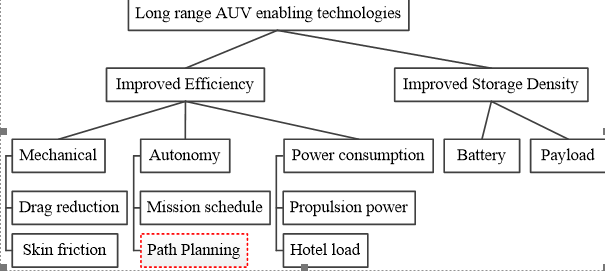 Long range AUV enabling technologies
Improved Efficiency
Improved Storage Density
Mechanical
Autonomy
Power consumption
Battery
Payload
Drag reduction
Mission schedule
Propulsion power
Skin friction
Path Planning
Hotel load